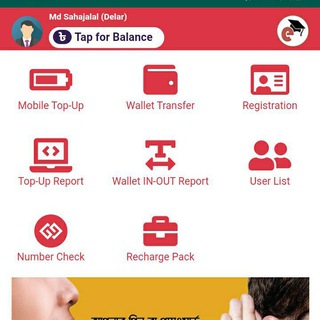 Md Sahajalal (Delar)
৳ Tap for Balance
Mobile Top-Up
Wallet Transfer
Registration
Top-Up Report
Wallet IN-OUT Report
User List
Number Check
Recharge Pack